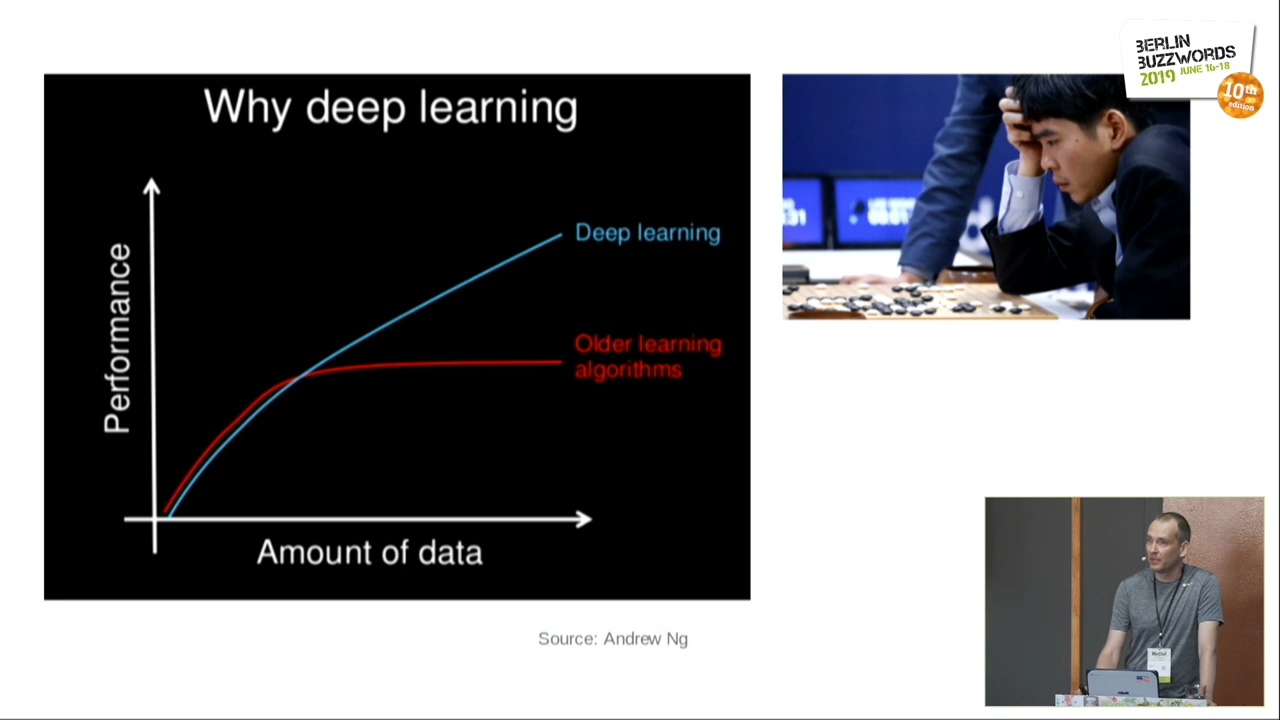 BERLIN
BUZZWORDS
2019 JUNE 16-18
10th
edition
Why deep learning
Performance
Deep learning
Older learning
algorithms
Amount of data
Source: Andrew Ng